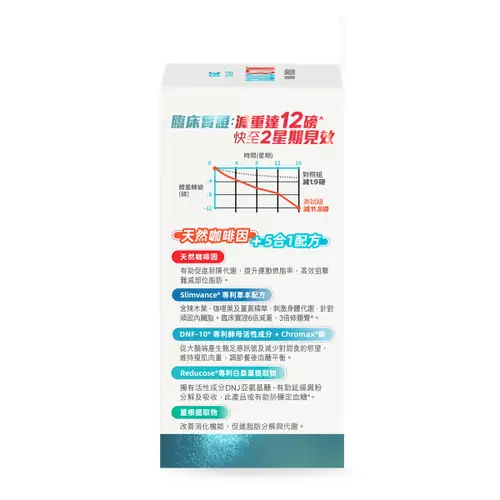 臨床實證:減重達12磅^
快至2星期見效
時間(星期)
0 4 8 12 16
-4
-8
-12
體重轉變
(磅)
對照組
減1.9磅
測試組
減11.8磅
天然咖啡因 + 5合1配方
天然咖啡因
有助促進新陳代謝，提升運動燃脂率，高效狙擊
難減部位脂肪。
Slimvance®專利草本配方
含辣木葉、咖哩葉及薑黃精華，刺激身體代謝，針對
頑固內臟脂。臨床實證6倍減重，3倍修腰臀^。
DNF-10®專利酵母活性成分 + Chromax®鉻
從大腦端產生飽足感訊號及減少對甜食的慾望，
維持瘦肌肉量，調節餐後血糖平衡。
Reducose®專利白桑葉提取物
獨有活性成分DNJ亞氨基糖，有助延緩澱粉
分解及吸收，此產品或有助於穩定血糖*。
薑根提取物
改善消化機能，促進脂肪分解與代謝。